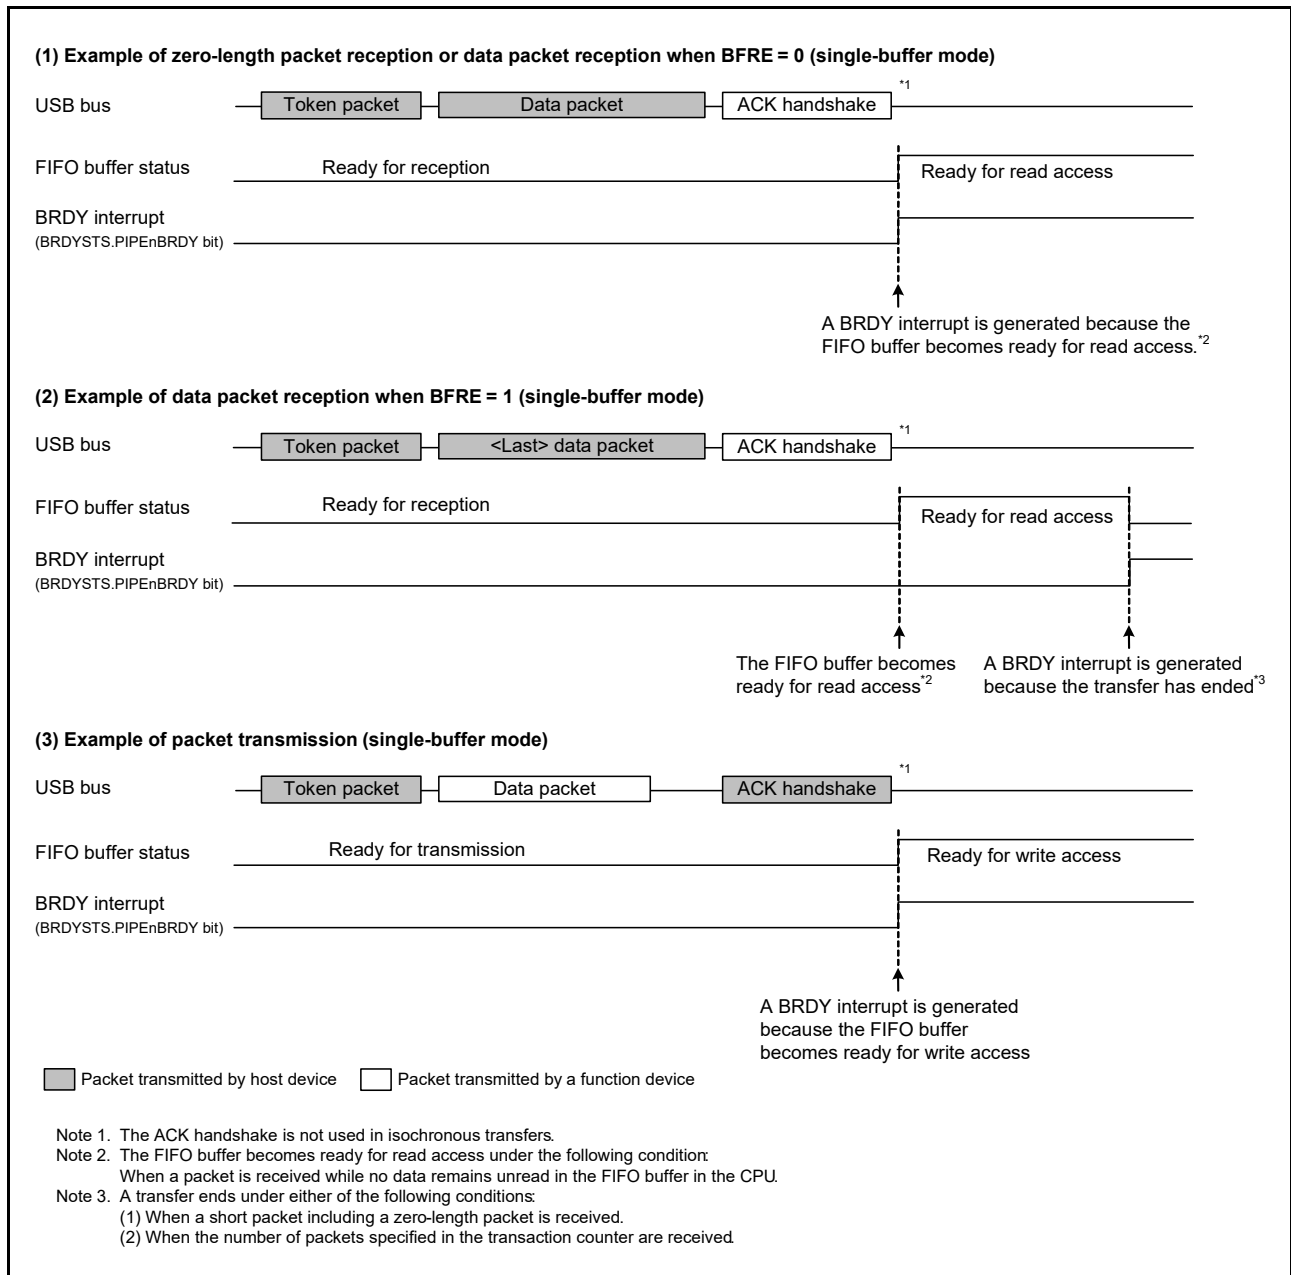 (1) Example of zero-length packet reception or data packet reception when BFRE = 0 (single-buffer mode)
USB bus
Token packet
Data packet
ACK handshake
*1
FIFO buffer status
Ready for reception
Ready for read access
BRDY interrupt
(BRDYSTS.PIPEnBRDY bit)
A BRDY interrupt is generated because the
FIFO buffer becomes ready for read access.*2
(2) Example of data packet reception when BFRE = 1 (single-buffer mode)
USB bus
Token packet
<Last> data packet
ACK handshake
*1
FIFO buffer status
Ready for reception
Ready for read access
BRDY interrupt
(BRDYSTS.PIPEnBRDY bit)
The FIFO buffer becomes
ready for read access*2
A BRDY interrupt is generated
because the transfer has ended*3
(3) Example of packet transmission (single-buffer mode)
USB bus
Token packet
Data packet
ACK handshake
*1
FIFO buffer status
Ready for transmission
Ready for write access
BRDY interrupt
(BRDYSTS.PIPEnBRDY bit)
A BRDY interrupt is generated
because the FIFO buffer
becomes ready for write access
Packet transmitted by host device
Packet transmitted by a function device
Note 1. The ACK handshake is not used in isochronous transfers.
Note 2. The FIFO buffer becomes ready for read access under the following condition:
When a packet is received while no data remains unread in the FIFO buffer in the CPU.
Note 3. A transfer ends under either of the following conditions:
(1) When a short packet including a zero-length packet is received.
(2) When the number of packets specified in the transaction counter are received.